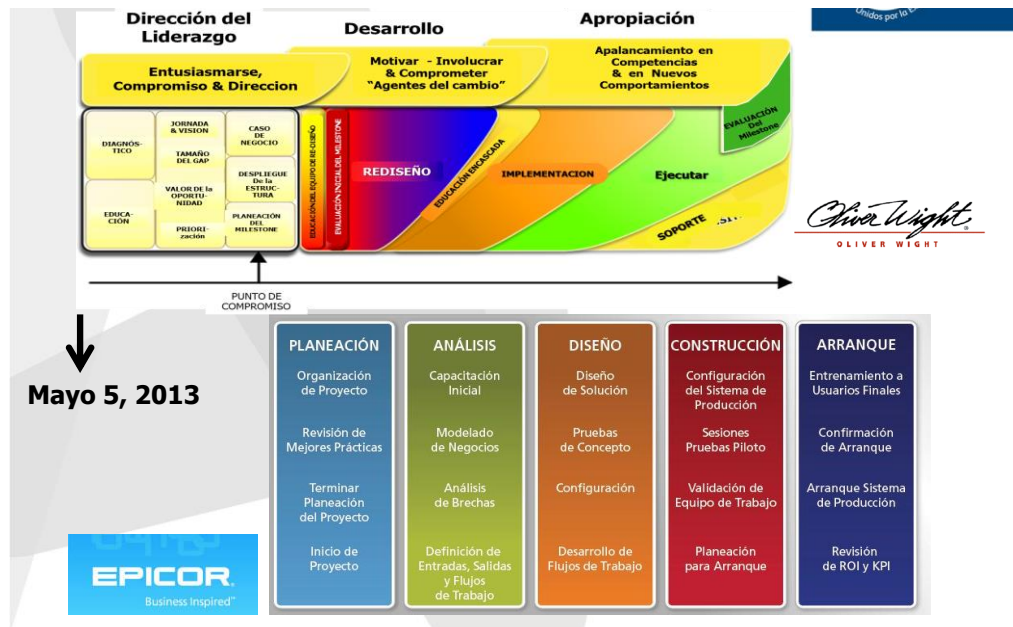 Dirección del
Liderazgo
Desarrollo
Apropiación
Unidos por la
Entusiasmarse,
Compromiso & Direccion
Motivar - Involucrar
& Comprometer
“Agentes del cambio”
Apalancamiento en
Competencias
& en Nuevos
Comportamientos
DIAGNÓS-
TICO
EDUCA-
CIÓN
JORNADA
& VISION
TAMAÑO
DEL GAP
VALOR DE la
OPORTU-
NIDAD
PRIORI-
zación
CASO
DE
NEGOCIO
DESPLIEGUE
De la
ESTRUC-
TURA
PLANEACIÓN
DEL
MILESTONE
EDUCACIÓN DEL EQUIPO DE RE-DISEÑO
EVALUACIÓN INICIAL DEL MILESTONE
REDISEÑO
EDUCACIÓN ENCASCADA
IMPLEMENTACION
Ejecutar
SOPORTE
EVALUACIÓN
Del
Milestone
Oliver Wight
OLIVER WIGHT
PUNTO DE
COMPROMISO
Mayo 5, 2013
PLANEACIÓN
Organización
de Proyecto
Revisión de
Mejores Prácticas
Terminar
Planeación
del Proyecto
Inicio de
Proyecto
ANÁLISIS
Capacitación
Inicial
Modelado
de Negocios
Análisis
de Brechas
Definición de
Entradas, Salidas
y Flujos
de Trabajo
DISEÑO
Diseño
de Solución
Pruebas
de Concepto
Configuración
Desarrollo de
Flujos de Trabajo
CONSTRUCCIÓN
Configuración
del Sistema de
Producción
Sesiones
Pruebas Piloto
Validación de
Equipo de Trabajo
Planeación
para Arranque
ARRANQUE
Entrenamiento a
Usuarios Finales
Confirmación
de Arranque
Arranque Sistema
de Producción
Revisión
de ROI y KPI
EPICOR
Business Inspired™